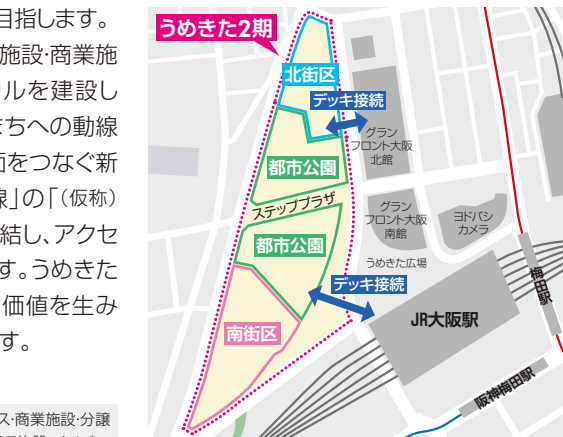 目指します。
施設・商業施
ルを建設し
まちへの動線
面をつなぐ新
線」の「（仮称）
結し、アクセ
す。うめきた
価値を生み
す。
ス・商業施設・分譲
うめきた2期
北街区
デッキ接続
グラン
フロント大阪
北館
都市公園
ステッププラザ
都市公園
グラン
フロント大阪
南館
ヨドバシ
カメラ
うめきた広場
デッキ接続
南街区
JR大阪駅
梅田駅
阪神梅田駅